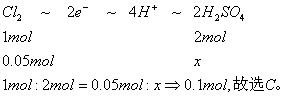 Cl₂ ~ 2e⁻ ~ 4H⁺ ~ 2H₂SO₄
1mol 2mol
0.05mol x
1mol:2mol=0.05mol:x⇒0.1mol,故选C。